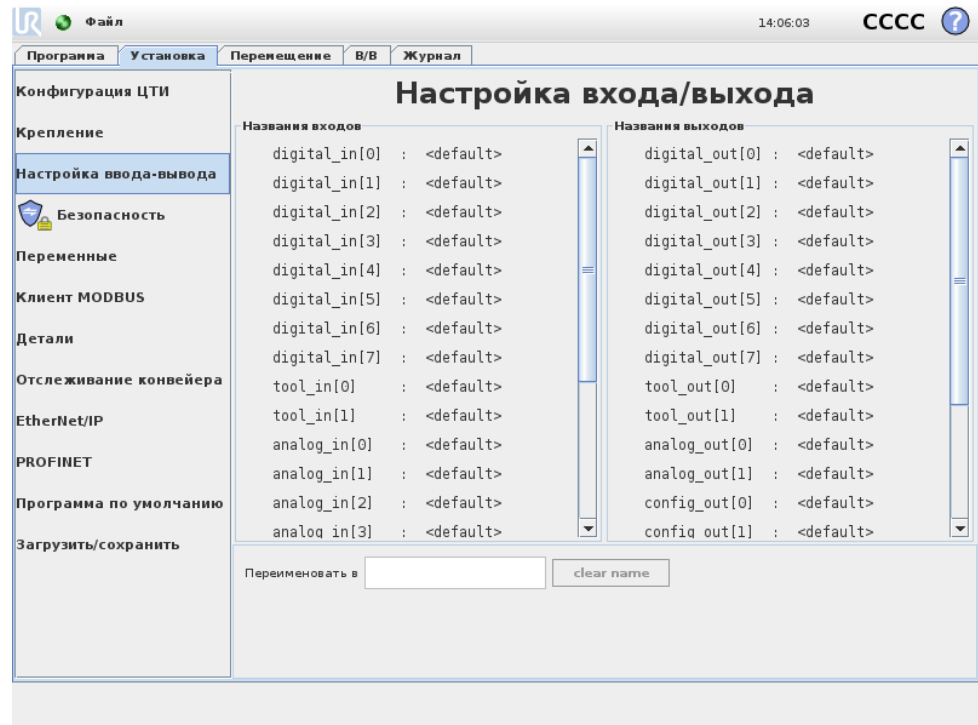 UR Файл 14:06:03 CCCC ?
Программа Установка Перемещение В/В Журнал
Конфигурация ЦТИ
Крепление
Настройка ввода-вывода
Безопасность
Переменные
Клиент MODBUS
Детали
Отслеживание конвейера
EtherNet/IP
PROFINET
Программа по умолчанию
Загрузить/сохранить
Настройка входа/выхода
Названия входов
digital_in[0] : <default>
digital_in[1] : <default>
digital_in[2] : <default>
digital_in[3] : <default>
digital_in[4] : <default>
digital_in[5] : <default>
digital_in[6] : <default>
digital_in[7] : <default>
tool_in[0] : <default>
tool_in[1] : <default>
analog_in[0] : <default>
analog_in[1] : <default>
analog_in[2] : <default>
analog_in[3] : <default>
Названия выходов
digital_out[0] : <default>
digital_out[1] : <default>
digital_out[2] : <default>
digital_out[3] : <default>
digital_out[4] : <default>
digital_out[5] : <default>
digital_out[6] : <default>
digital_out[7] : <default>
tool_out[0] : <default>
tool_out[1] : <default>
analog_out[0] : <default>
analog_out[1] : <default>
config_out[0] : <default>
config_out[1] : <default>
Переименовать в clear name